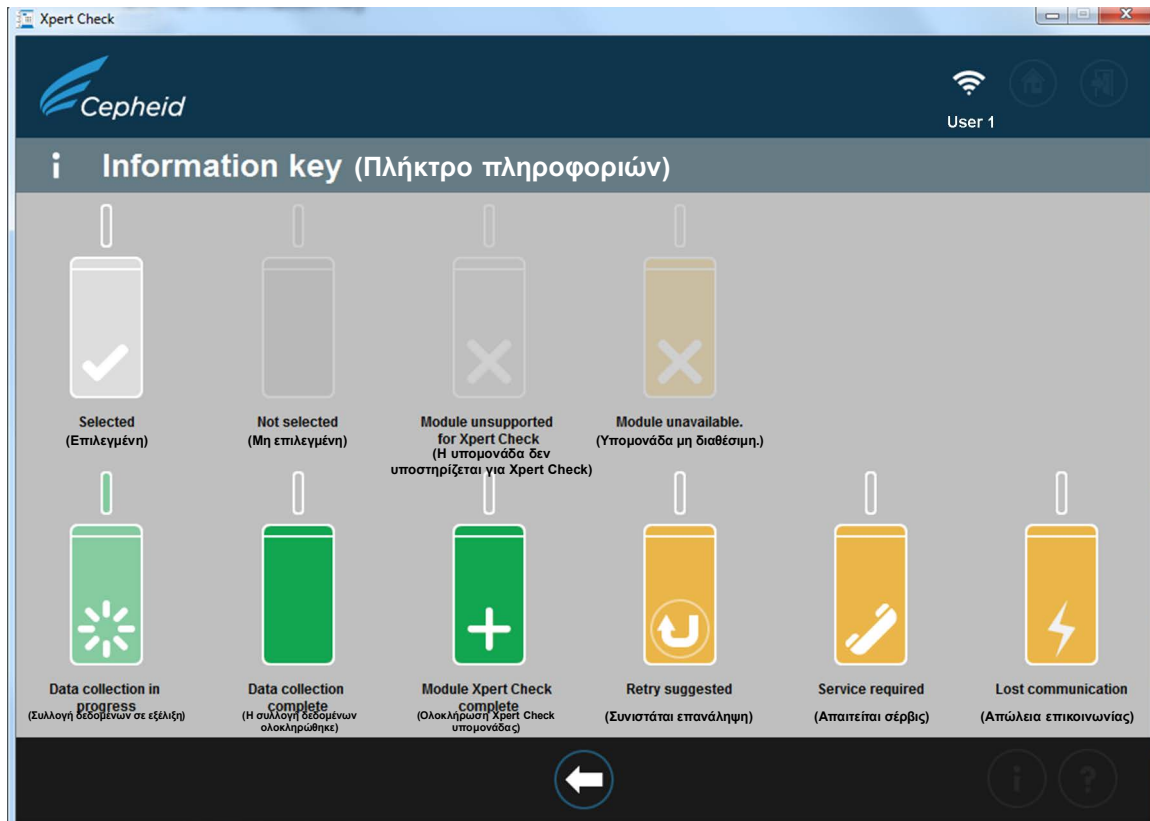 Xpert Check
Cepheid
User 1
i Information key (Πλήκτρο πληροφοριών)
Selected
(Επιλεγμένη)
Not selected
(Μη επιλεγμένη)
Module unsupported
for Xpert Check
(Η υπομονάδα δεν
υποστηρίζεται για Xpert Check)
Module unavailable.
(Υπομονάδα μη διαθέσιμη.)
Data collection in
progress
(Συλλογή δεδομένων σε εξέλιξη)
Data collection
complete
(Η συλλογή δεδομένων
ολοκληρώθηκε)
Module Xpert Check
complete
(Ολοκλήρωση Xpert Check
υπομονάδας)
Retry suggested
(Συνιστάται επανάληψη)
Service required
(Απαιτείται σέρβις)
Lost communication
(Απώλεια επικοινωνίας)
i ?